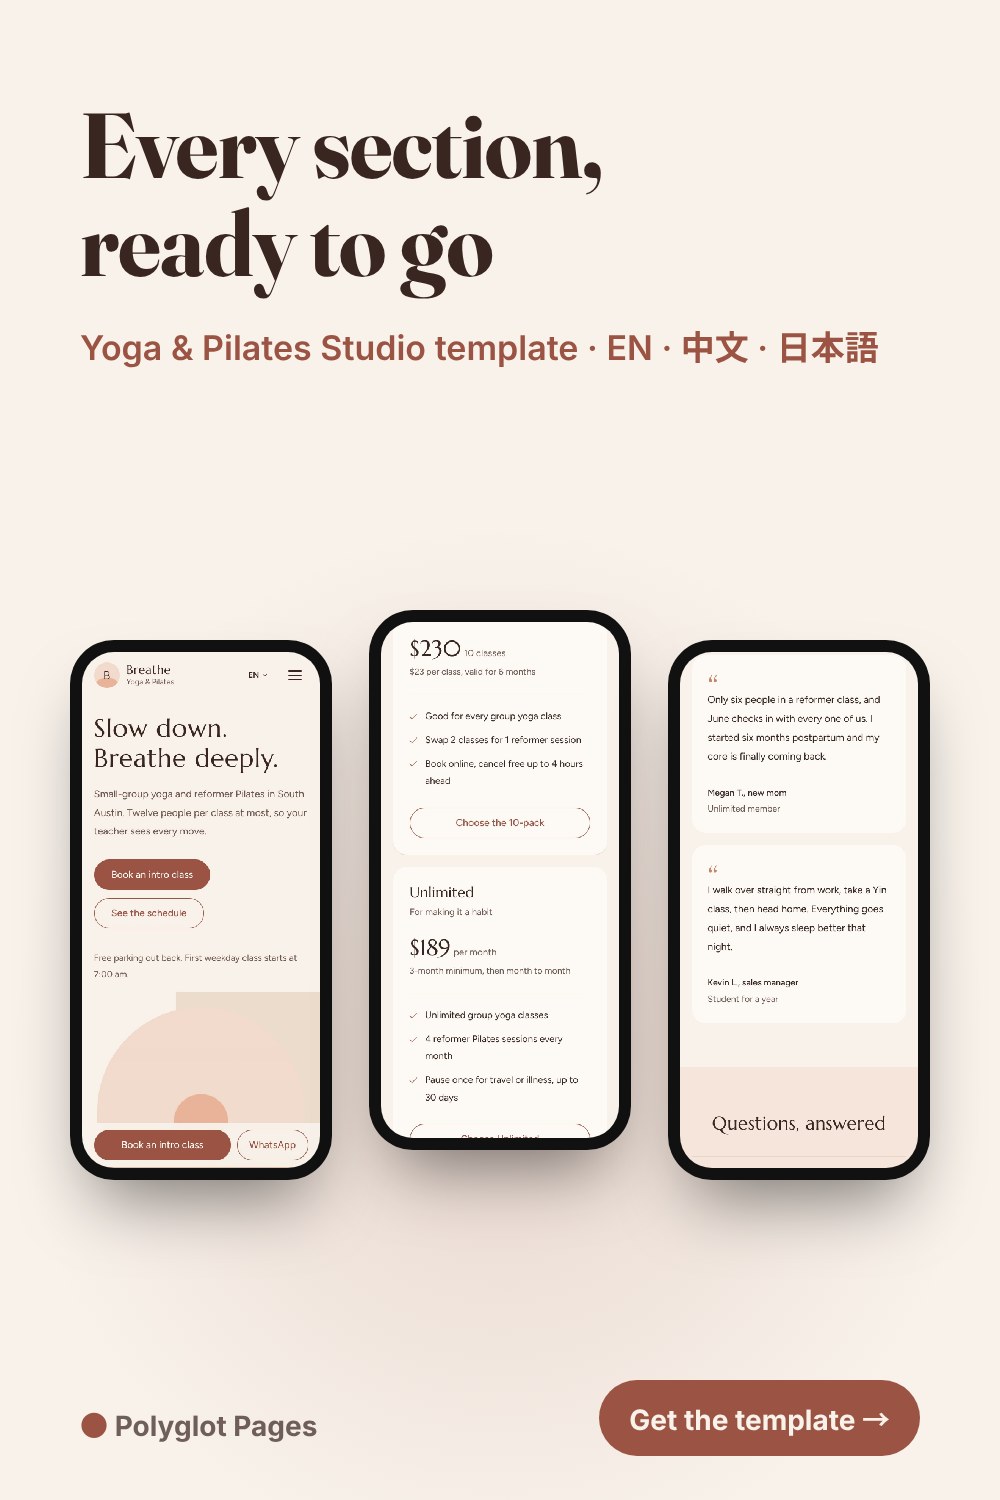 Every section,
ready to go
Yoga & Pilates Studio template · EN · 中文 · 日本語
B
Breathe
Yoga & Pilates
EN
Slow down.
Breathe deeply.
Small-group yoga and reformer Pilates in South
Austin. Twelve people per class at most, so your
teacher sees every move.
Book an intro class
See the schedule
Free parking out back. First weekday class starts at
7:00 am.
Book an intro class
WhatsApp
$230 10 classes
$23 per class, valid for 6 months
Good for every group yoga class
Swap 2 classes for 1 reformer session
Book online, cancel free up to 4 hours
ahead
Choose the 10-pack
Unlimited
For making it a habit
$189 per month
3-month minimum, then month to month
Unlimited group yoga classes
4 reformer Pilates sessions every
month
Pause once for travel or illness, up to
30 days
Choose Unlimited
“
Only six people in a reformer class, and
June checks in with every one of us. I
started six months postpartum and my
core is finally coming back.
Megan T., new mom
Unlimited member
“
I walk over straight from work, take a Yin
class, then head home. Everything goes
quiet, and I always sleep better that
night.
Kevin L., sales manager
Student for a year
Questions, answered
Polyglot Pages
Get the template →